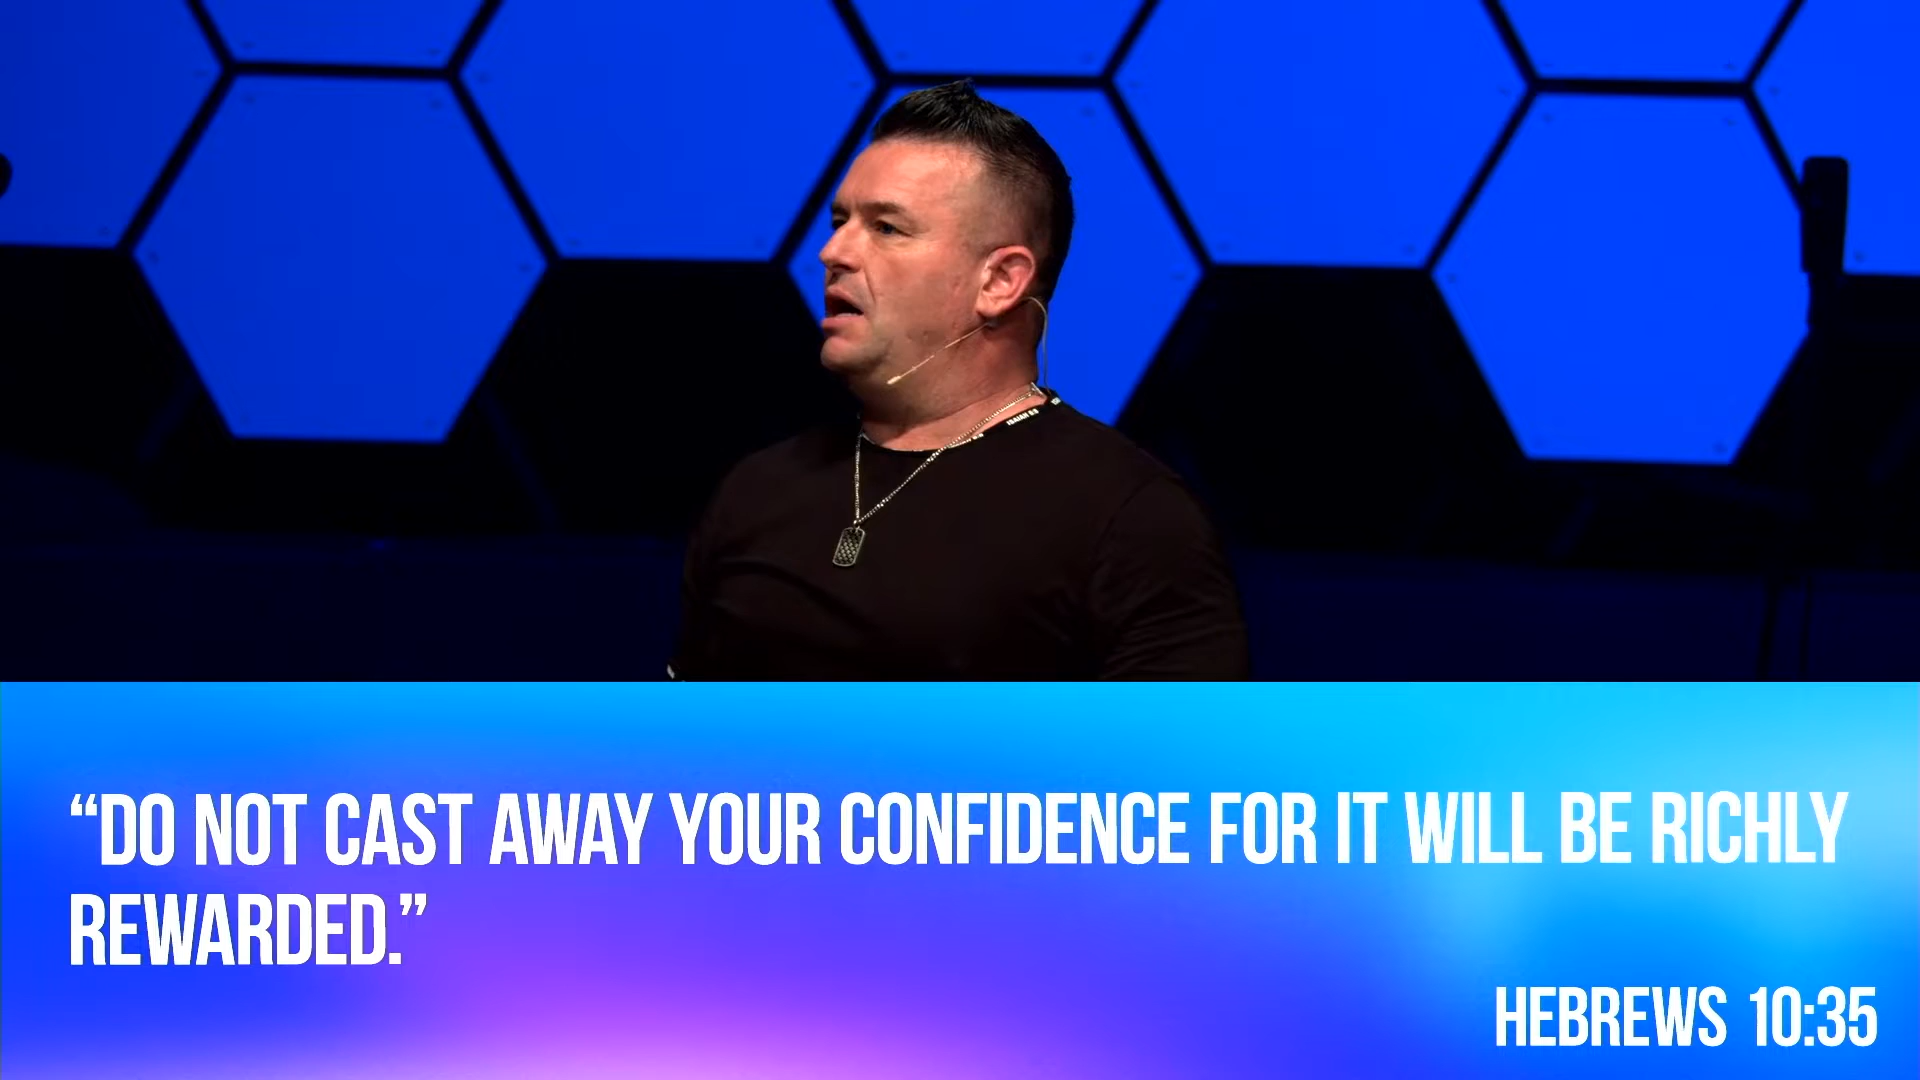 “DO NOT CAST AWAY YOUR CONFIDENCE FOR IT WILL BE RICHLY
REWARDED.”
HEBREWS 10:35